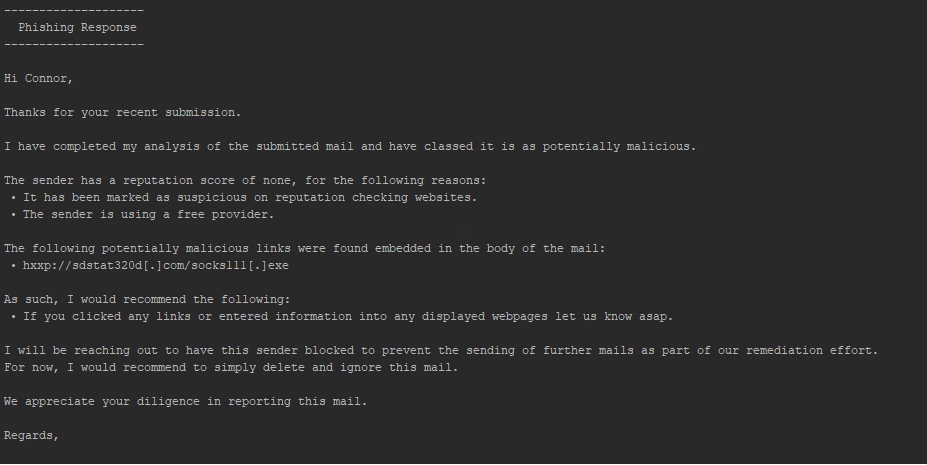 --------------------
Phishing Response
--------------------
Hi Connor,
Thanks for your recent submission.
I have completed my analysis of the submitted mail and have classed it is as potentially malicious.
The sender has a reputation score of none, for the following reasons:
• It has been marked as suspicious on reputation checking websites.
• The sender is using a free provider.
The following potentially malicious links were found embedded in the body of the mail:
• hxxp://sdstat320d[.]com/socks111[.]exe
As such, I would recommend the following:
• If you clicked any links or entered information into any displayed webpages let us know asap.
I will be reaching out to have this sender blocked to prevent the sending of further mails as part of our remediation effort.
For now, I would recommend to simply delete and ignore this mail.
We appreciate your diligence in reporting this mail.
Regards,